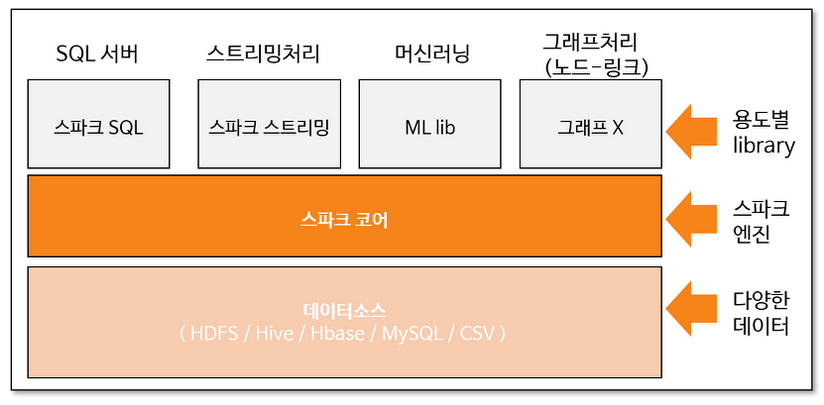 SQL 서버
스트리밍처리
머신러닝
그래프처리
(노드-링크)
스파크 SQL
스파크 스트리밍
ML lib
그래프 X
용도별
library
스파크 코어
스파크
엔진
데이터소스
( HDFS / Hive / Hbase / MySQL / CSV )
다양한
데이터